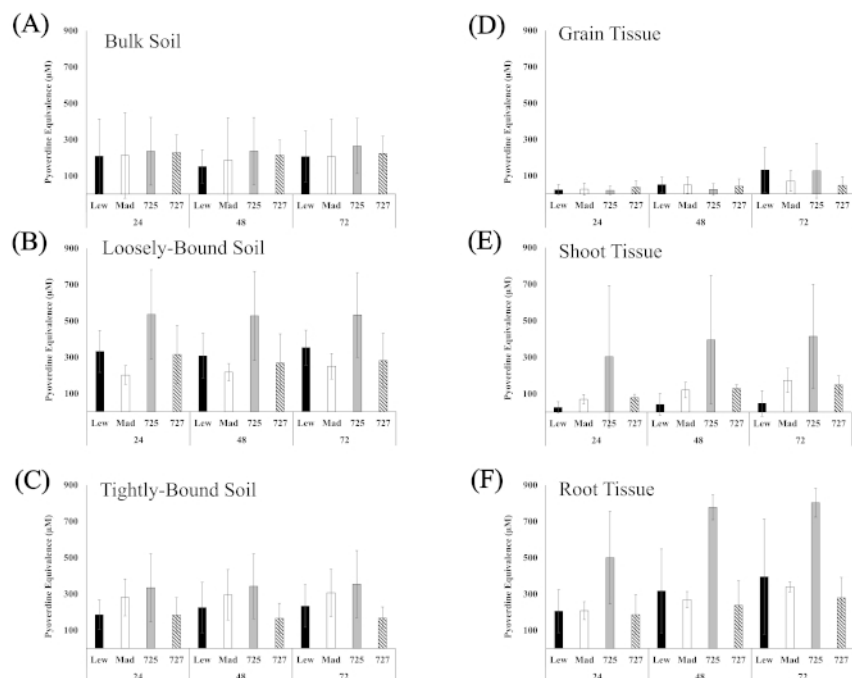 (A)
Bulk Soil
Pyoverdine Equivalence (μM)
900
700
500
300
100
Lew Mad 725 727 Lew Mad 725 727 Lew Mad 725 727
24 48 72
(B)
Loosely-Bound Soil
Pyoverdine Equivalence (μM)
900
700
500
300
100
Lew Mad 725 727 Lew Mad 725 727 Lew Mad 725 727
24 48 72
(C)
Tightly-Bound Soil
Pyoverdine Equivalence (μM)
900
700
500
300
100
Lew Mad 725 727 Lew Mad 725 727 Lew Mad 725 727
24 48 72
(D)
Grain Tissue
Pyoverdine Equivalence (μM)
900
700
500
300
100
Lew Mad 725 727 Lew Mad 725 727 Lew Mad 725 727
24 48 72
(E)
Shoot Tissue
Pyoverdine Equivalence (μM)
900
700
500
300
100
Lew Mad 725 727 Lew Mad 725 727 Lew Mad 725 727
24 48 72
(F)
Root Tissue
Pyoverdine Equivalence (μM)
900
700
500
300
100
Lew Mad 725 727 Lew Mad 725 727 Lew Mad 725 727
24 48 72